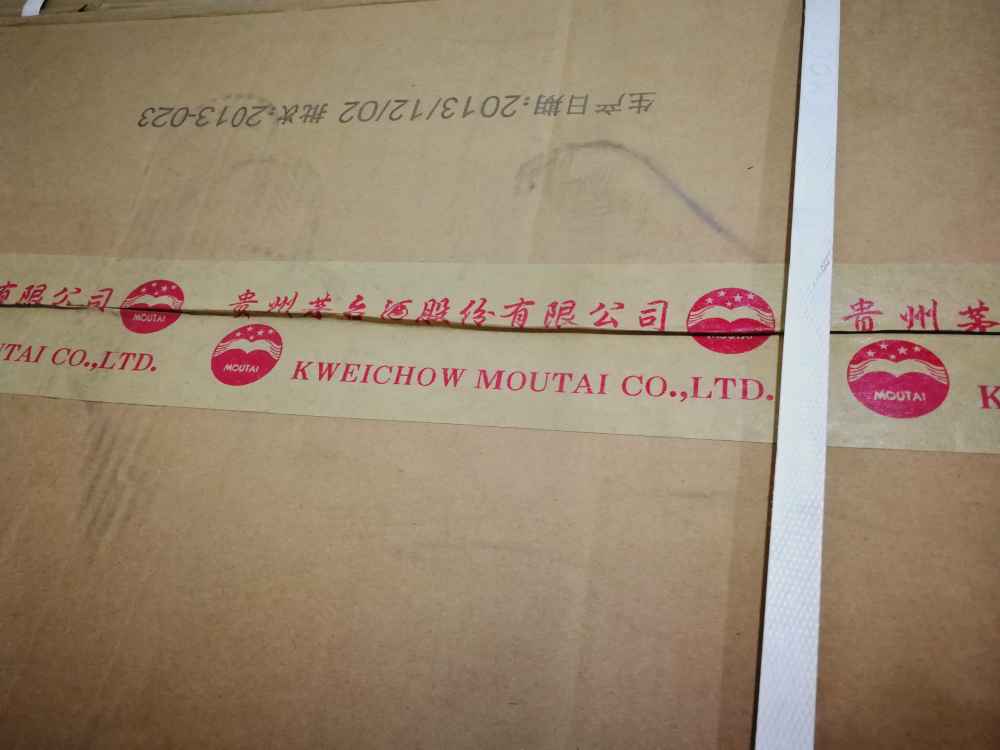 生产日期:2013/12/02 批次:2013-023
有限公司 MOUTAI 贵州茅台酒股份有限公司 MOUTAI 贵州茅
UTAI CO.,LTD. MOUTAI KWEICHOW MOUTAI CO.,LTD. MOUTAI K